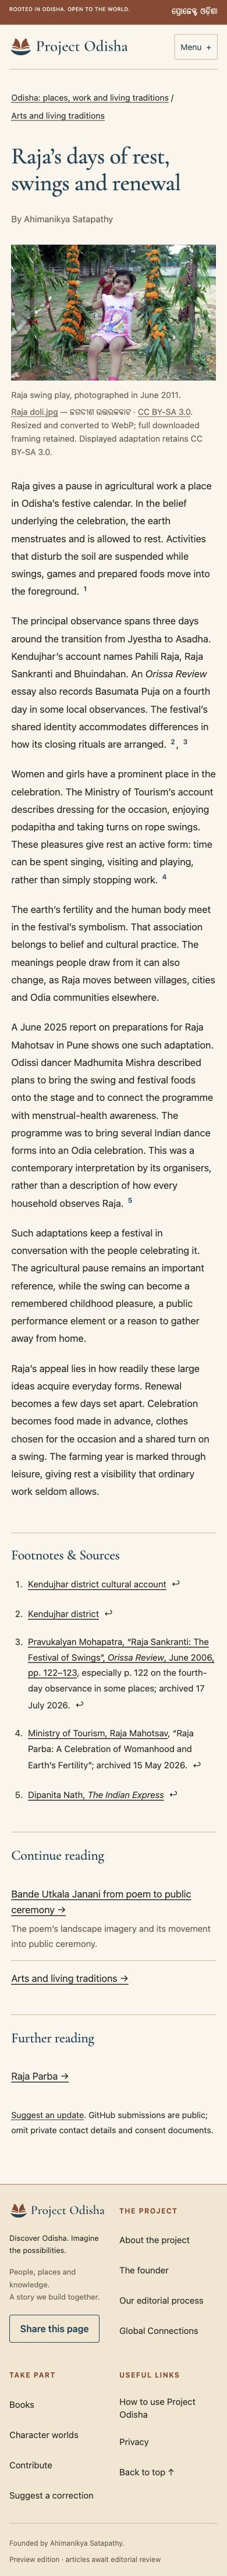 ROOTED IN ODISHA. OPEN TO THE WORLD.
ପ୍ରୋଜେକ୍ଟ ଓଡ଼ିଶା
Project Odisha
Menu +
Odisha: places, work and living traditions /
Arts and living traditions
Raja’s days of rest,
swings and renewal
By Ahimanikya Satapathy
Raja swing play, photographed in June 2011.
Raja doli.jpg — ଜଗଦୀଶ ଉତ୍ତରକବାଟ · CC BY-SA 3.0.
Resized and converted to WebP; full downloaded
framing retained. Displayed adaptation retains CC
BY-SA 3.0.
Raja gives a pause in agricultural work a place
in Odisha’s festive calendar. In the belief
underlying the celebration, the earth
menstruates and is allowed to rest. Activities
that disturb the soil are suspended while
swings, games and prepared foods move into
the foreground. 1
The principal observance spans three days
around the transition from Jyestha to Asadha.
Kendujhar’s account names Pahili Raja, Raja
Sankranti and Bhuindahan. An Orissa Review
essay also records Basumata Puja on a fourth
day in some local observances. The festival’s
shared identity accommodates differences in
how its closing rituals are arranged. 2, 3
Women and girls have a prominent place in the
celebration. The Ministry of Tourism’s account
describes dressing for the occasion, enjoying
podapitha and taking turns on rope swings.
These pleasures give rest an active form: time
can be spent singing, visiting and playing,
rather than simply stopping work. 4
The earth’s fertility and the human body meet
in the festival’s symbolism. That association
belongs to belief and cultural practice. The
meanings people draw from it can also
change, as Raja moves between villages, cities
and Odia communities elsewhere.
A June 2025 report on preparations for Raja
Mahotsav in Pune shows one such adaptation.
Odissi dancer Madhumita Mishra described
plans to bring the swing and festival foods
onto the stage and to connect the programme
with menstrual-health awareness. The
programme was to bring several Indian dance
forms into an Odia celebration. This was a
contemporary interpretation by its organisers,
rather than a description of how every
household observes Raja. 5
Such adaptations keep a festival in
conversation with the people celebrating it.
The agricultural pause remains an important
reference, while the swing can become a
remembered childhood pleasure, a public
performance element or a reason to gather
away from home.
Raja’s appeal lies in how readily these large
ideas acquire everyday forms. Renewal
becomes a few days set apart. Celebration
becomes food made in advance, clothes
chosen for the occasion and a shared turn on
a swing. The farming year is marked through
leisure, giving rest a visibility that ordinary
work seldom allows.
Footnotes & Sources
1. Kendujhar district cultural account ↩
2. Kendujhar district ↩
3. Pravukalyan Mohapatra, “Raja Sankranti: The
Festival of Swings”, Orissa Review, June 2006,
pp. 122–123, especially p. 122 on the fourth-
day observance in some places; archived 17
July 2026. ↩
4. Ministry of Tourism, Raja Mahotsav, “Raja
Parba: A Celebration of Womanhood and
Earth’s Fertility”; archived 15 May 2026. ↩
5. Dipanita Nath, The Indian Express ↩
Continue reading
Bande Utkala Janani from poem to public
ceremony →
The poem’s landscape imagery and its movement
into public ceremony.
Arts and living traditions →
Further reading
Raja Parba →
Suggest an update. GitHub submissions are public;
omit private contact details and consent documents.
Project Odisha
Discover Odisha. Imagine
the possibilities.
People, places and
knowledge.
A story we build together.
Share this page
THE PROJECT
About the project
The founder
Our editorial process
Global Connections
TAKE PART
Books
Character worlds
Contribute
Suggest a correction
USEFUL LINKS
How to use Project
Odisha
Privacy
Back to top ↑
Founded by Ahimanikya Satapathy.
Preview edition · articles await editorial review